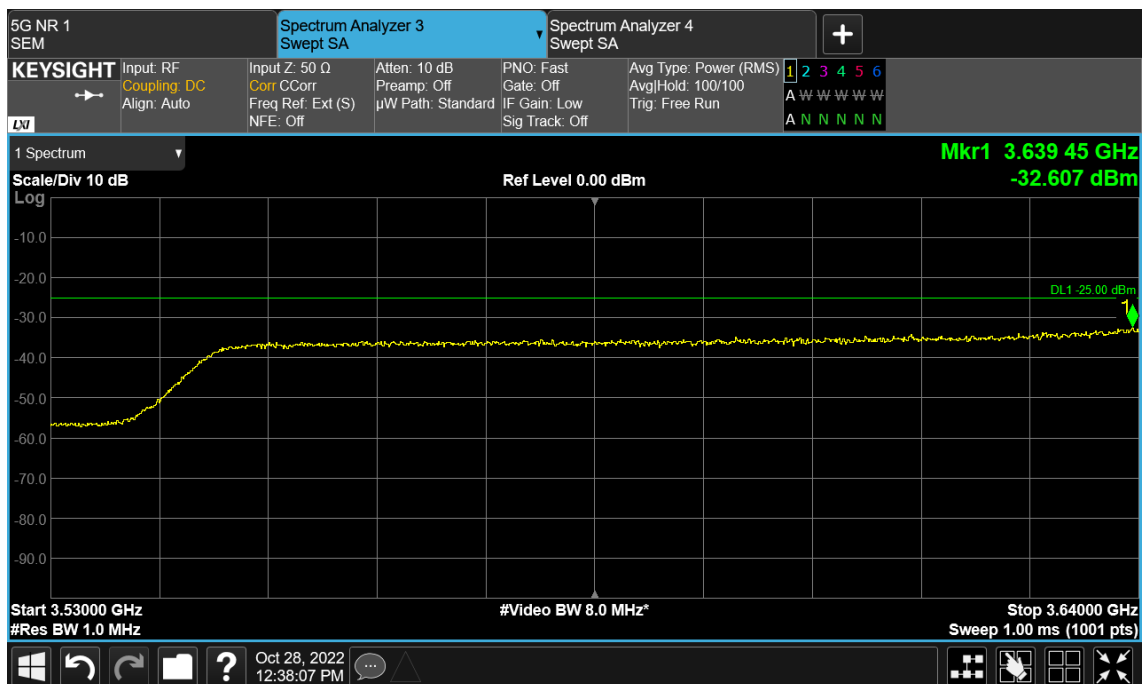 5G NR 1
SEM
Spectrum Analyzer 3
Swept SA
Spectrum Analyzer 4
Swept SA
KEYSIGHT
LXI
Input: RF
Coupling: DC
Align: Auto
Input Z: 50 Ω
Corr CCorr
Freq Ref: Ext (S)
NFE: Off
Atten: 10 dB
Preamp: Off
µW Path: Standard
PNO: Fast
Gate: Off
IF Gain: Low
Sig Track: Off
Avg Type: Power (RMS)
Avg|Hold: 100/100
Trig: Free Run
1 2 3 4 5 6
A W W W W W
A N N N N N
1 Spectrum
Mkr1 3.639 45 GHz
-32.607 dBm
Scale/Div 10 dB
Ref Level 0.00 dBm
Log
-10.0
-20.0
DL1 -25.00 dBm
1
-30.0
-40.0
-50.0
-60.0
-70.0
-80.0
-90.0
Start 3.53000 GHz
#Video BW 8.0 MHz*
Stop 3.64000 GHz
#Res BW 1.0 MHz
Sweep 1.00 ms (1001 pts)
?
Oct 28, 2022
12:38:07 PM